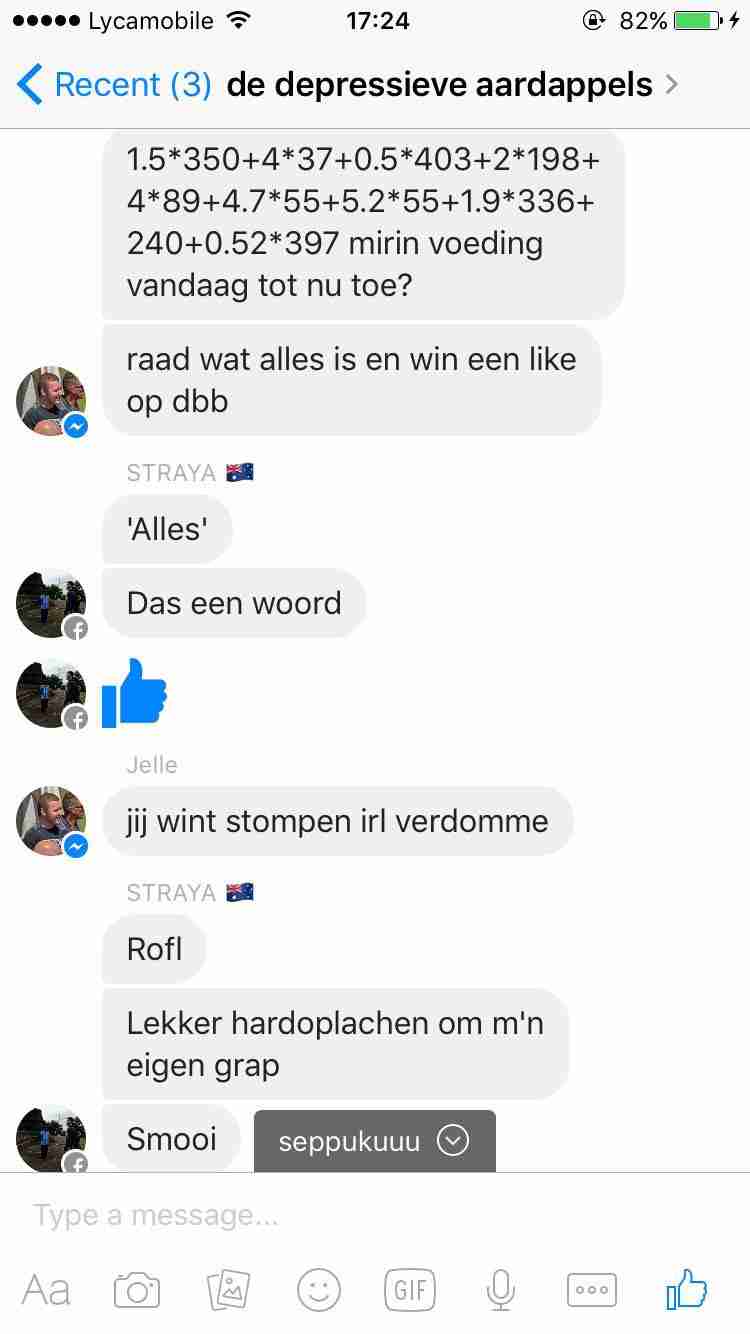 Lycamobile 17:24 82%
Recent (3) de depressieve aardappels
1.5*350+4*37+0.5*403+2*198+
4*89+4.7*55+5.2*55+1.9*336+
240+0.52*397 mirin voeding
vandaag tot nu toe?
raad wat alles is en win een like
op dbb
STRAYA 🇦🇺
'Alles'
Das een woord
Jelle
jij wint stompen irl verdomme
STRAYA 🇦🇺
Rofl
Lekker hardoplachen om m'n
eigen grap
Smooi
seppukuuu
Type a message...
Aa GIF